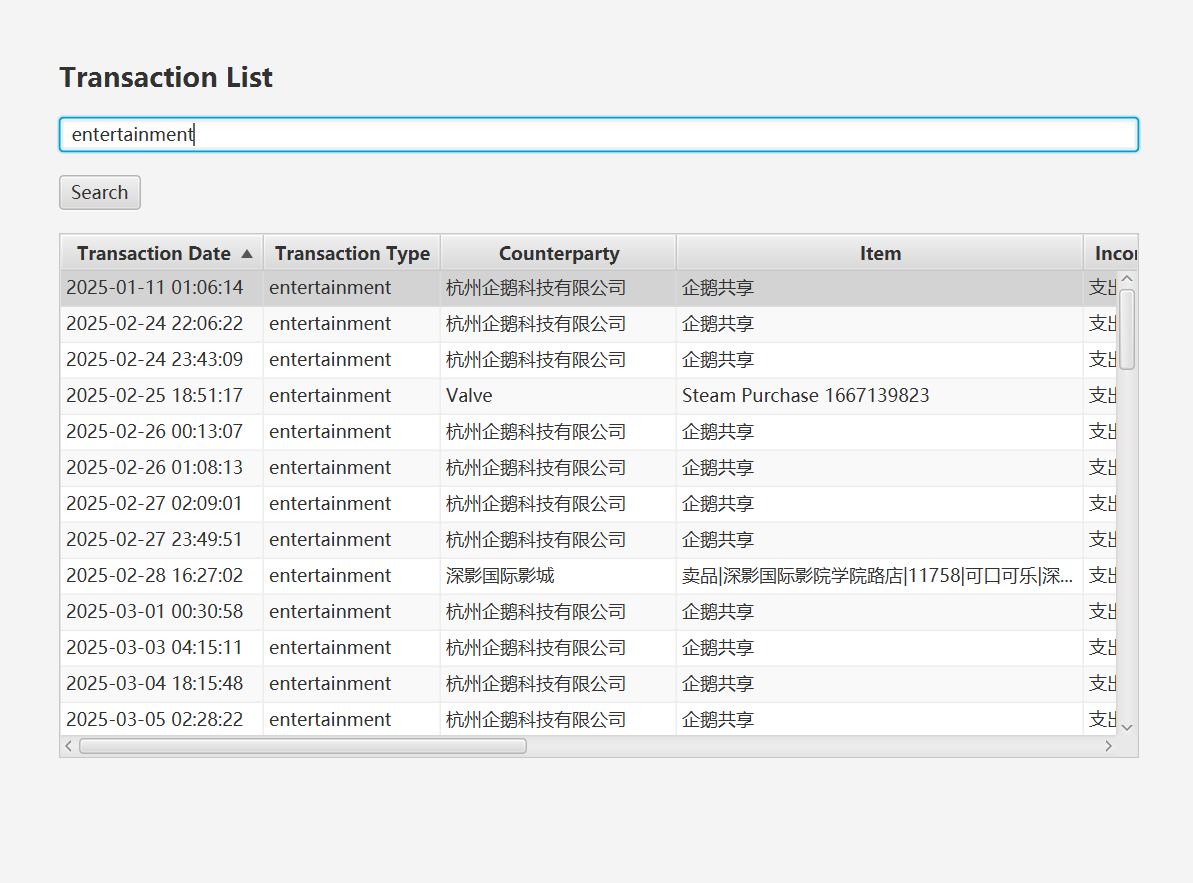 Transaction List
entertainment
Search
Transaction Date Transaction Type Counterparty Item
2025-01-11 01:06:14 entertainment 杭州企鹅科技有限公司 企鹅共享 支出
2025-02-24 22:06:22 entertainment 杭州企鹅科技有限公司 企鹅共享 支出
2025-02-24 23:43:09 entertainment 杭州企鹅科技有限公司 企鹅共享 支出
2025-02-25 18:51:17 entertainment Valve Steam Purchase 1667139823 支出
2025-02-26 00:13:07 entertainment 杭州企鹅科技有限公司 企鹅共享 支出
2025-02-26 01:08:13 entertainment 杭州企鹅科技有限公司 企鹅共享 支出
2025-02-27 02:09:01 entertainment 杭州企鹅科技有限公司 企鹅共享 支出
2025-02-27 23:49:51 entertainment 杭州企鹅科技有限公司 企鹅共享 支出
2025-02-28 16:27:02 entertainment 深影国际影城 卖品|深影国际影院学院路店|11758|可口可乐|深... 支出
2025-03-01 00:30:58 entertainment 杭州企鹅科技有限公司 企鹅共享 支出
2025-03-03 04:15:11 entertainment 杭州企鹅科技有限公司 企鹅共享 支出
2025-03-04 18:15:48 entertainment 杭州企鹅科技有限公司 企鹅共享 支出
2025-03-05 02:28:22 entertainment 杭州企鹅科技有限公司 企鹅共享 支出